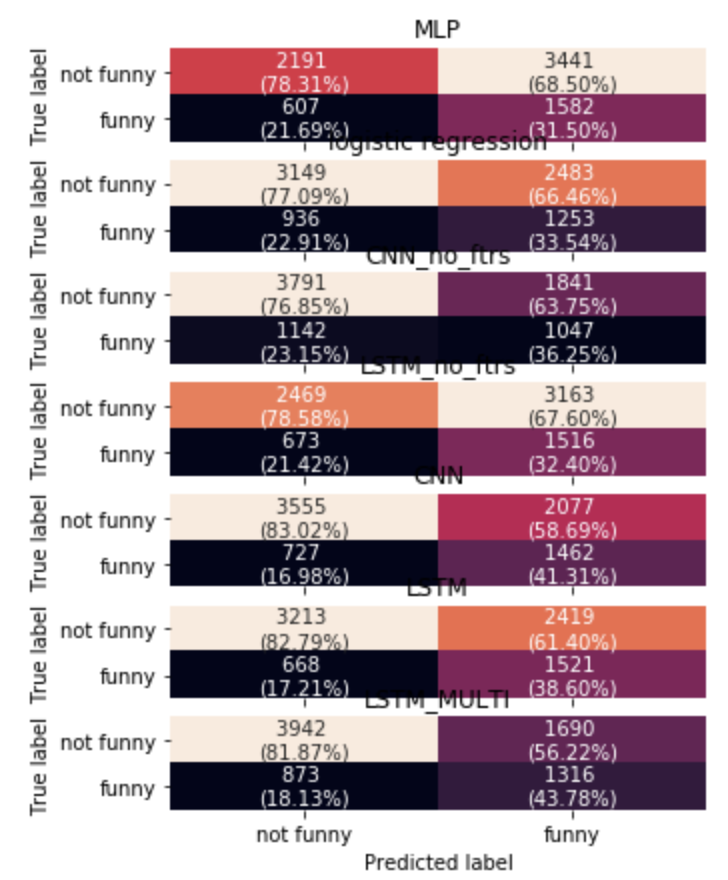 MLP
True label
not funny
2191
(78.31%)
3441
(68.50%)
funny
607
(21.69%)
1582
(31.50%)
logistic regression
True label
not funny
3149
(77.09%)
2483
(66.46%)
funny
936
(22.91%)
1253
(33.54%)
CNN_no_ftrs
True label
not funny
3791
(76.85%)
1841
(63.75%)
funny
1142
(23.15%)
1047
(36.25%)
LSTM_no_ftrs
True label
not funny
2469
(78.58%)
3163
(67.60%)
funny
673
(21.42%)
1516
(32.40%)
CNN
True label
not funny
3555
(83.02%)
2077
(58.69%)
funny
727
(16.98%)
1462
(41.31%)
LSTM
True label
not funny
3213
(82.79%)
2419
(61.40%)
funny
668
(17.21%)
1521
(38.60%)
LSTM_MULTI
True label
not funny
3942
(81.87%)
1690
(56.22%)
funny
873
(18.13%)
1316
(43.78%)
not funny
funny
Predicted label